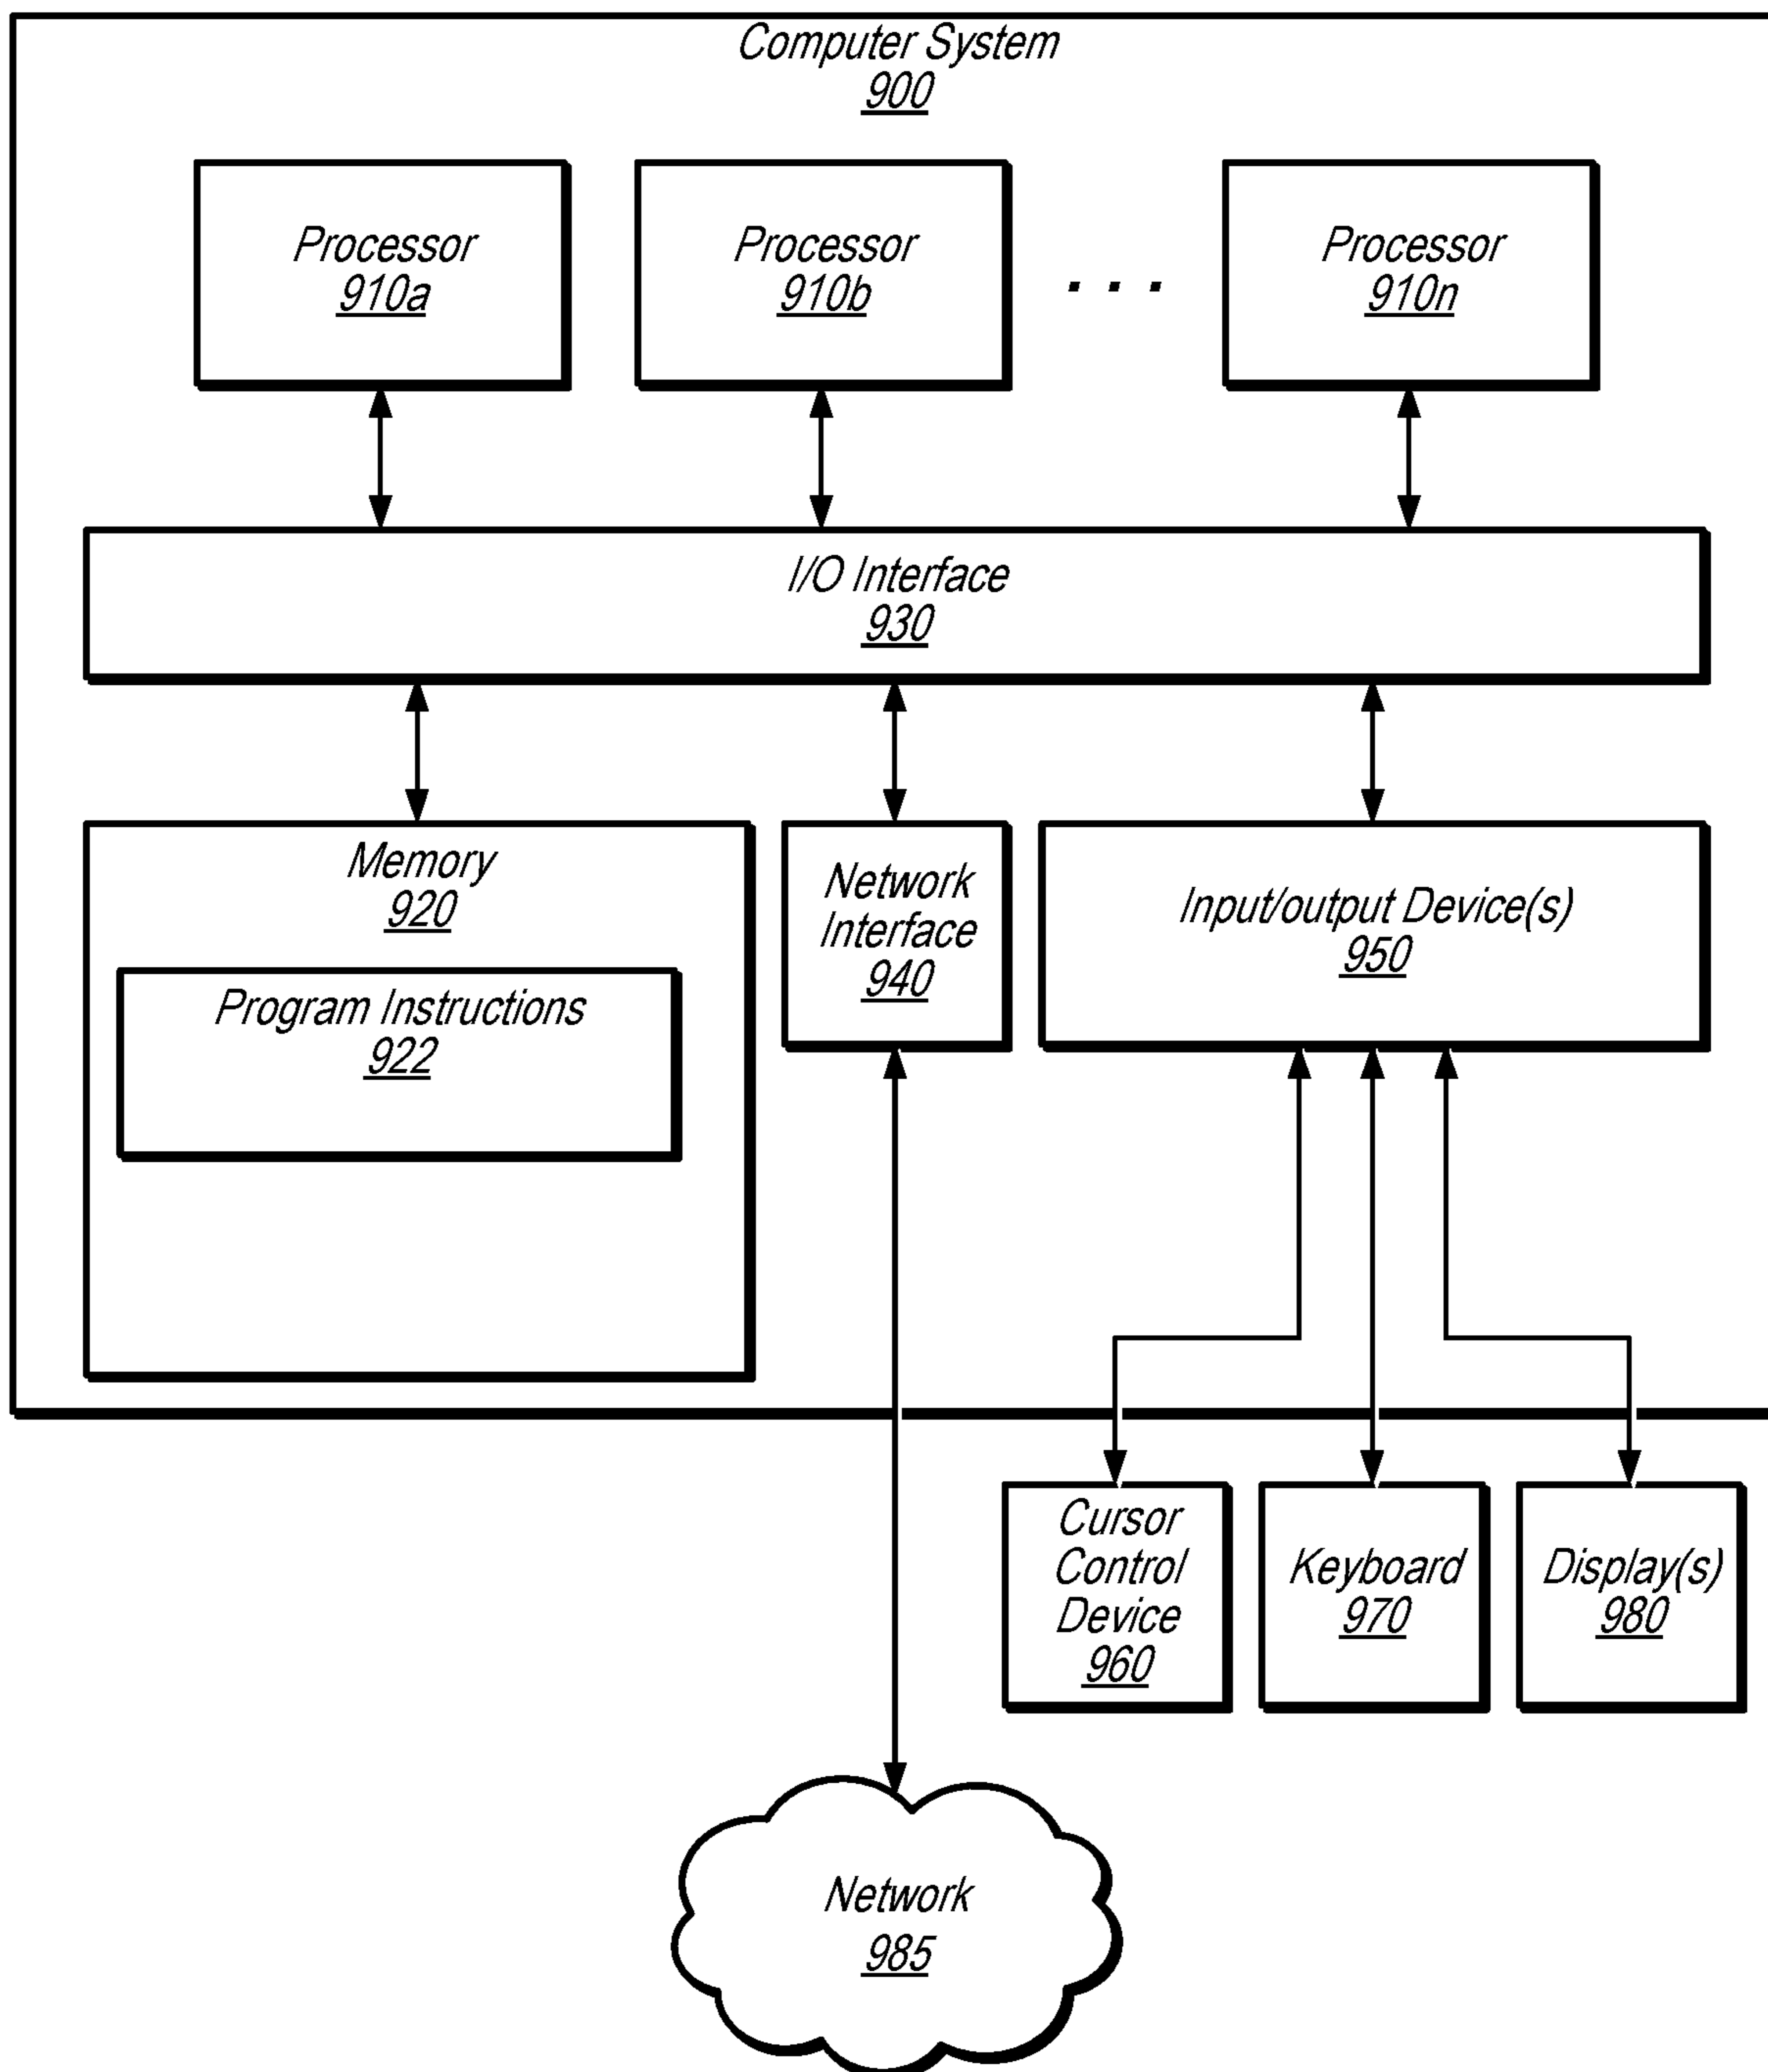 Computer System
900
Processor
910a
Processor
910b
. . .
Processor
910n
I/O Interface
930
Memory
920
Program Instructions
922
Network
Interface
940
Input/output Device(s)
950
Cursor
Control
Device
960
Keyboard
970
Display(s)
980
Network
985